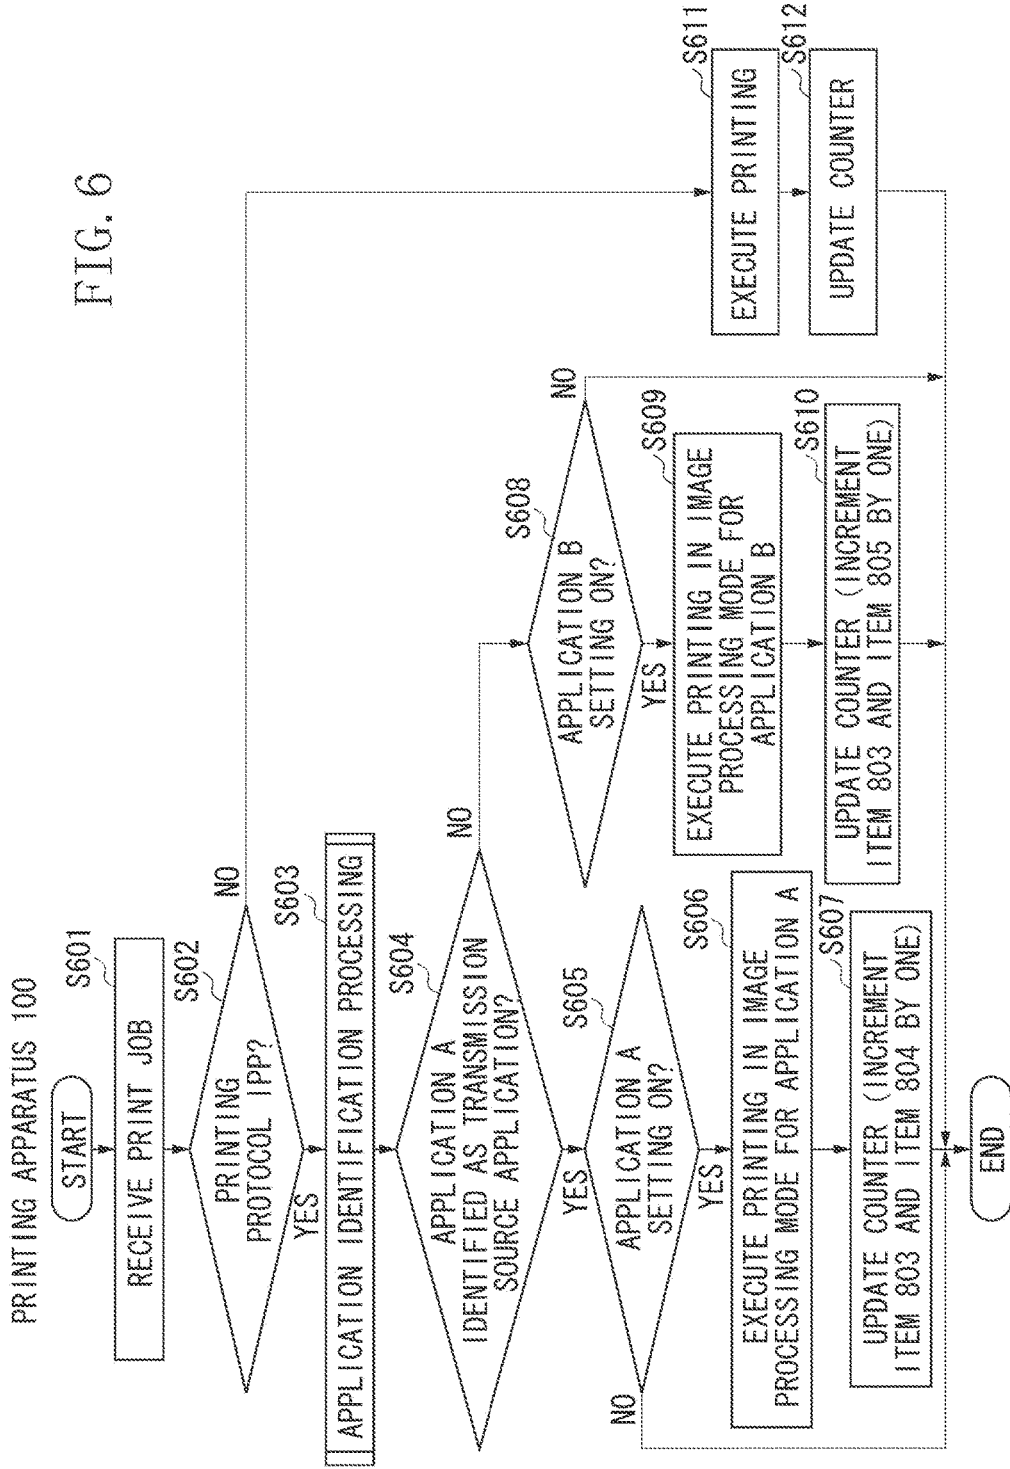 FIG. 6
PRINTING APPARATUS 100
START
S601
RECEIVE PRINT JOB
S602
PRINTING
PROTOCOL IPP?
NO
YES
S603
APPLICATION IDENTIFICATION PROCESSING
S604
APPLICATION A
IDENTIFIED AS TRANSMISSION
SOURCE APPLICATION?
NO
YES
S605
APPLICATION A
SETTING ON?
NO
YES
S606
EXECUTE PRINTING IN IMAGE
PROCESSING MODE FOR APPLICATION A
S607
UPDATE COUNTER (INCREMENT
ITEM 803 AND ITEM 804 BY ONE)
S608
APPLICATION B
SETTING ON?
NO
YES
S609
EXECUTE PRINTING IN IMAGE
PROCESSING MODE FOR
APPLICATION B
S610
UPDATE COUNTER (INCREMENT
ITEM 803 AND ITEM 805 BY ONE)
S611
EXECUTE PRINTING
S612
UPDATE COUNTER
END